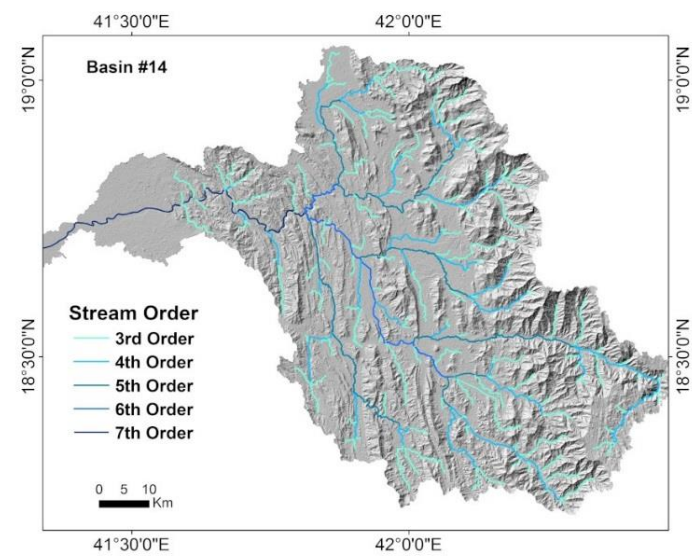 41°30'0"E 42°0'0"E
Basin #14
19°0'0"N 19°0'0"N
Stream Order
3rd Order
4th Order
5th Order
6th Order
7th Order
18°30'0"N 18°30'0"N
0 5 10
Km
41°30'0"E 42°0'0"E